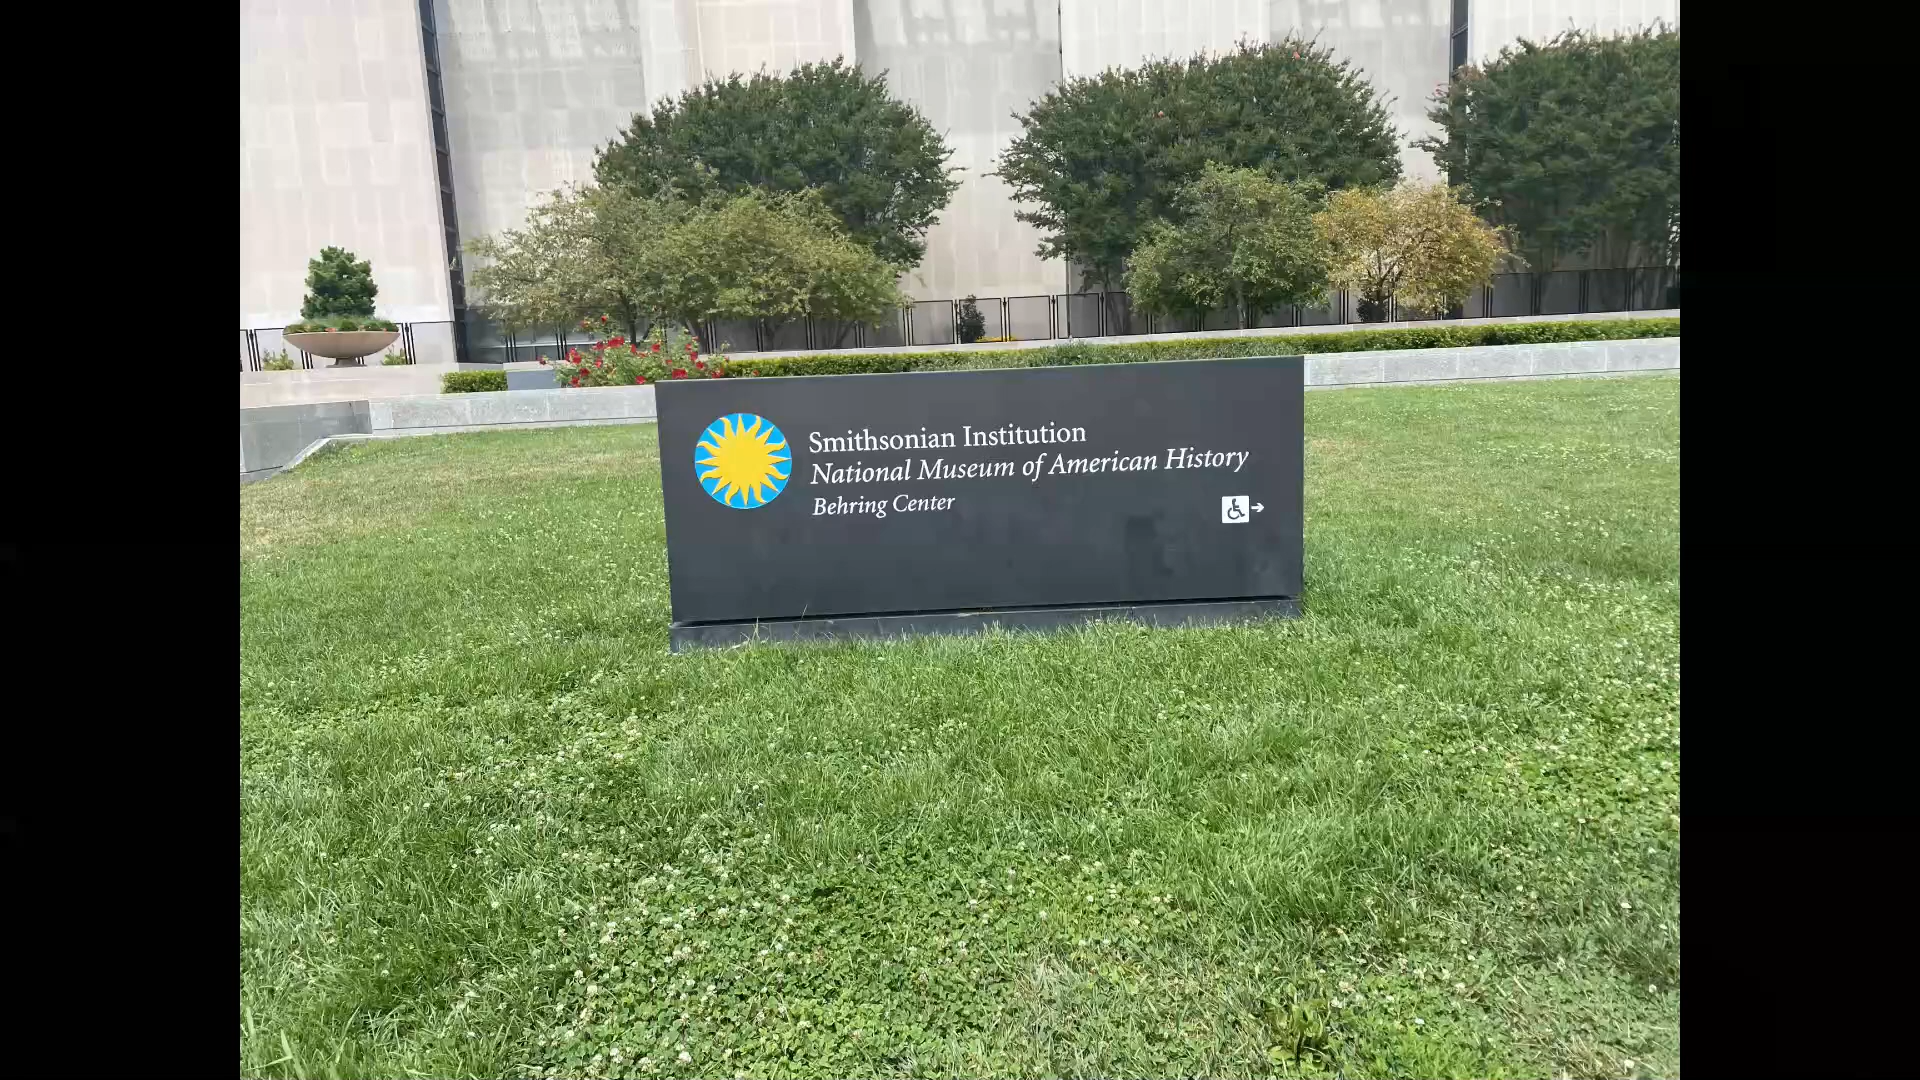 Smithsonian Institution
National Museum of American History
Behring Center